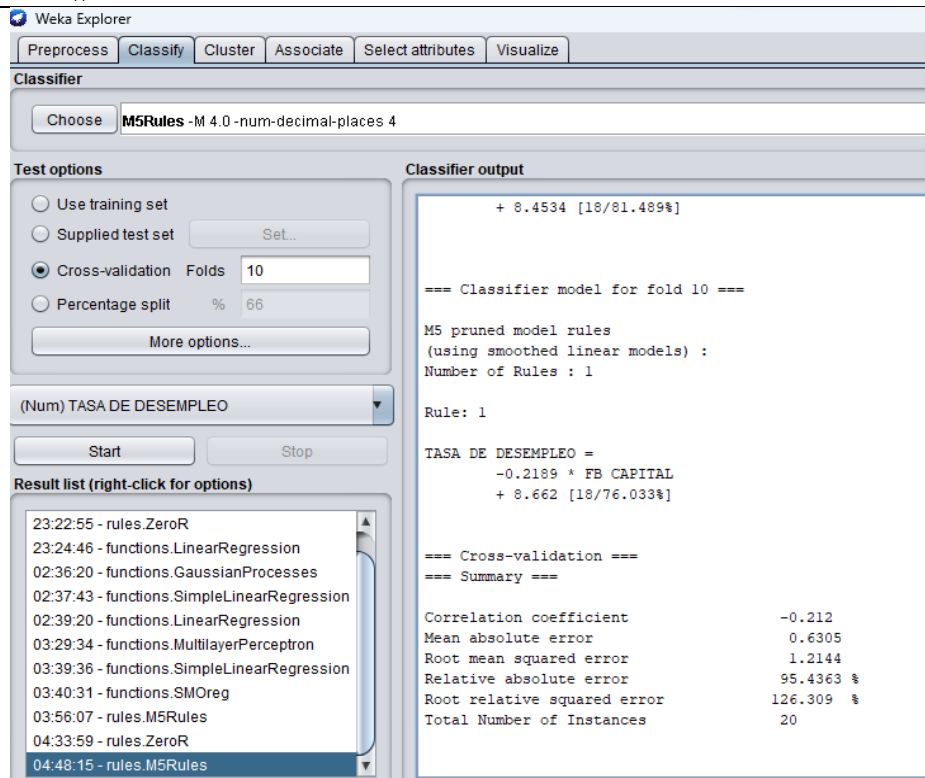 Weka Explorer
Preprocess Classify Cluster Associate Select attributes Visualize
Classifier
Choose M5Rules -M 4.0 -num-decimal-places 4
Test options
Use training set
Supplied test set Set...
Cross-validation Folds 10
Percentage split % 66
More options...
(Num) TASA DE DESEMPLEO
Start Stop
Result list (right-click for options)
23:22:55 - rules.ZeroR
23:24:46 - functions.LinearRegression
02:36:20 - functions.GaussianProcesses
02:37:43 - functions.SimpleLinearRegression
02:39:20 - functions.LinearRegression
03:29:34 - functions.MultilayerPerceptron
03:39:36 - functions.SimpleLinearRegression
03:40:31 - functions.SMOreg
03:56:07 - rules.M5Rules
04:33:59 - rules.ZeroR
04:48:15 - rules.M5Rules
Classifier output
+ 8.4534 [18/81.489%]
=== Classifier model for fold 10 ===
M5 pruned model rules
(using smoothed linear models) :
Number of Rules : 1
Rule: 1
TASA DE DESEMPLEO =
-0.2189 * FB CAPITAL
+ 8.662 [18/76.033%]
=== Cross-validation ===
=== Summary ===
Correlation coefficient -0.212
Mean absolute error 0.6305
Root mean squared error 1.2144
Relative absolute error 95.4363 %
Root relative squared error 126.309 %
Total Number of Instances 20